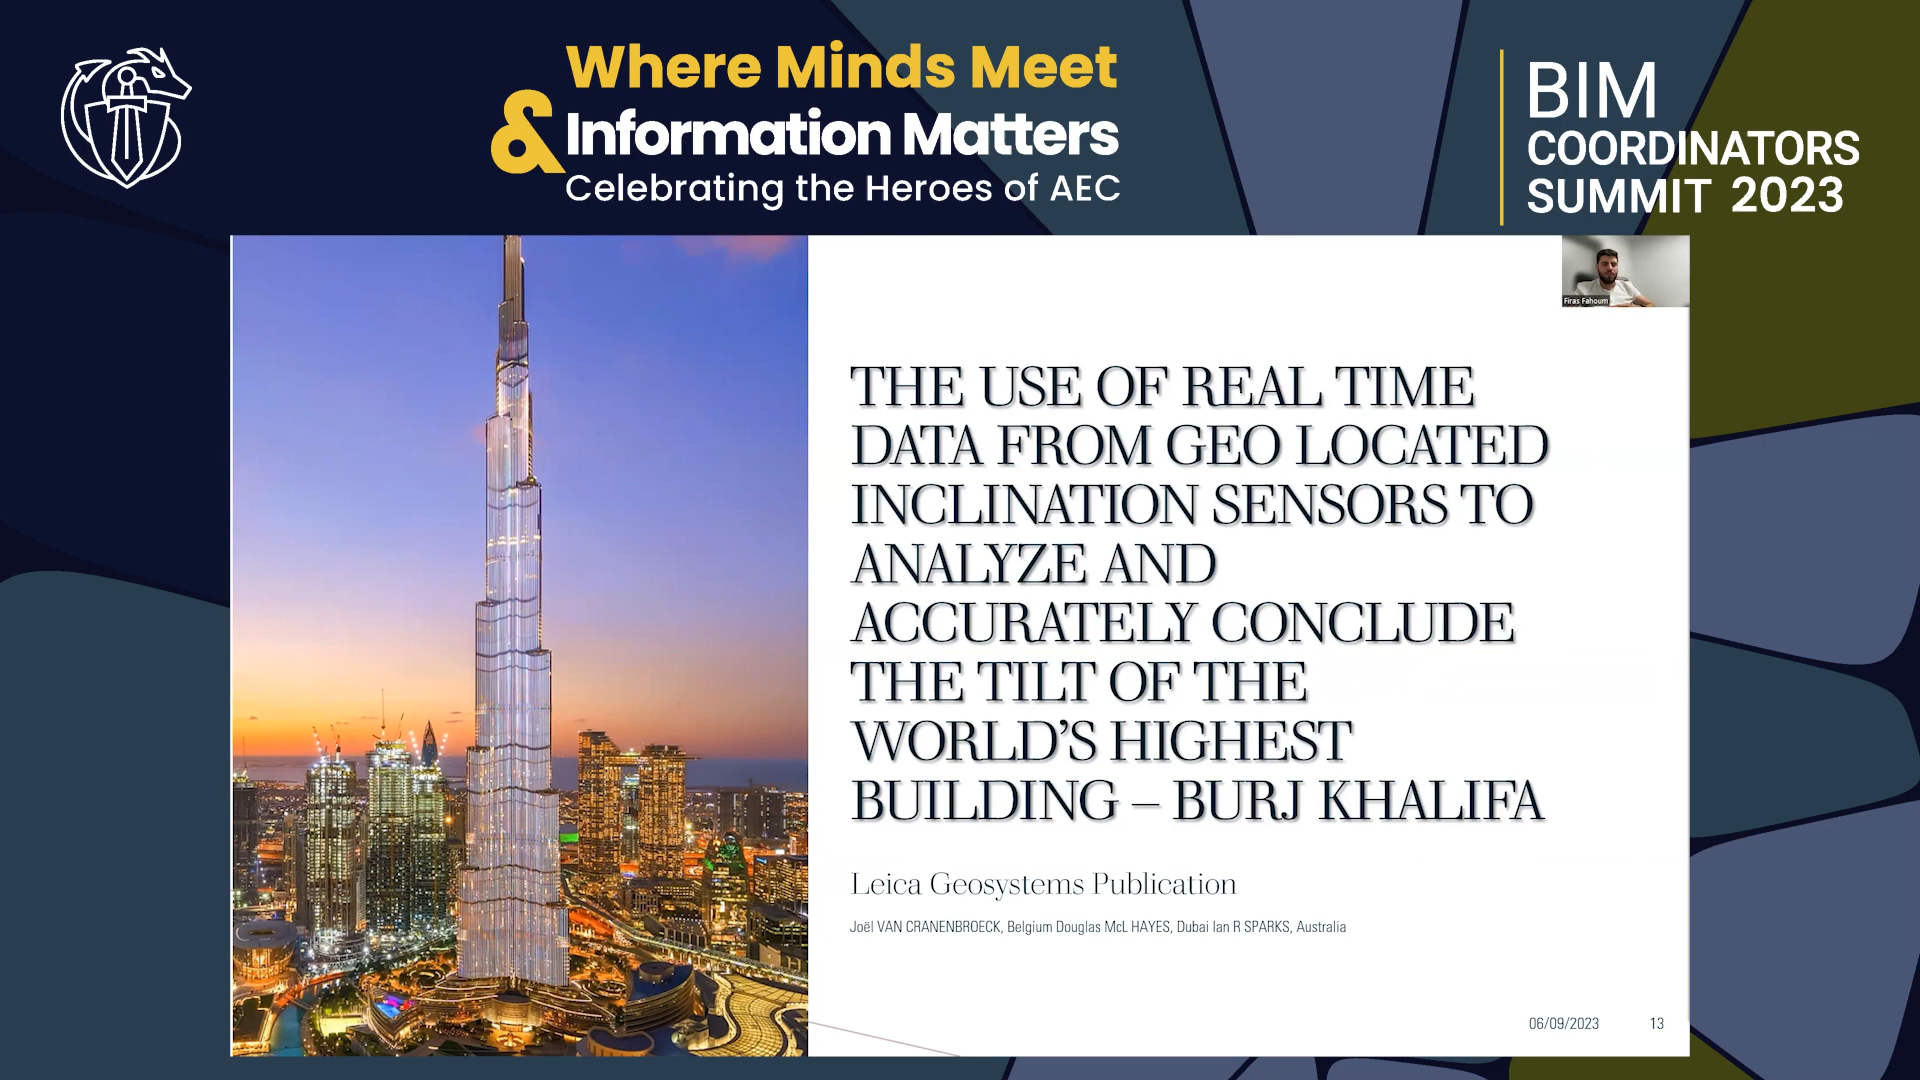 Where Minds Meet
& Information Matters
Celebrating the Heroes of AEC
BIM
COORDINATORS
SUMMIT 2023
Firas Fahoum
THE USE OF REAL TIME
DATA FROM GEO LOCATED
INCLINATION SENSORS TO
ANALYZE AND
ACCURATELY CONCLUDE
THE TILT OF THE
WORLD’S HIGHEST
BUILDING – BURJ KHALIFA
Leica Geosystems Publication
Joël VAN CRANENBROECK, Belgium Douglas McL HAYES, Dubai Ian R SPARKS, Australia
06/09/2023
13